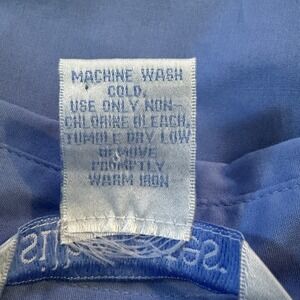 MACHINE WASH
COLD,
USE ONLY NON-
CHLORINE BLEACH,
TUMBLE DRY LOW
REMOVE
PROMPTLY
WARM IRON